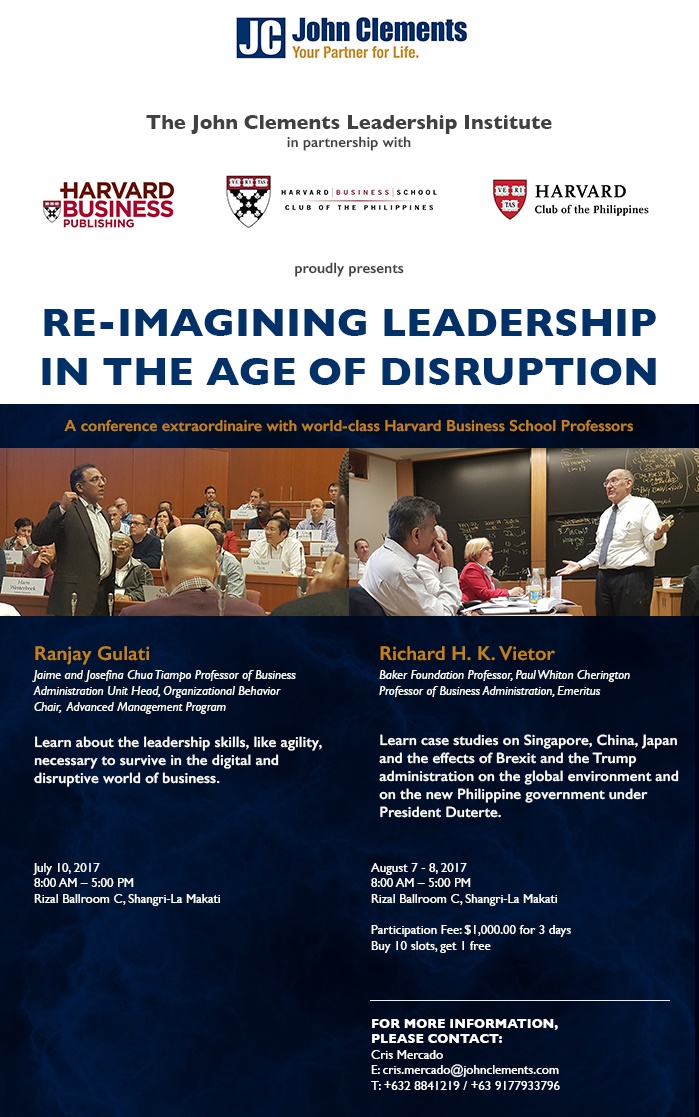 JC John Clements
Your Partner for Life.
The John Clements Leadership Institute
in partnership with
HARVARD
BUSINESS
PUBLISHING
VE RI TAS
HARVARD|BUSINESS|SCHOOL
CLUB OF THE PHILIPPINES
VE RI
TAS
HARVARD
Club of the Philippines
proudly presents
RE-IMAGINING LEADERSHIP
IN THE AGE OF DISRUPTION
A conference extraordinaire with world-class Harvard Business School Professors
Michael
Ranjay Gulati
Jaime and Josefina Chua Tiampo Professor of Business
Administration Unit Head, Organizational Behavior
Chair, Advanced Management Program
Learn about the leadership skills, like agility,
necessary to survive in the digital and
disruptive world of business.
July 10, 2017
8:00 AM – 5:00 PM
Rizal Ballroom C, Shangri-La Makati
Richard H. K. Vietor
Baker Foundation Professor, Paul Whiton Cherington
Professor of Business Administration, Emeritus
Learn case studies on Singapore, China, Japan
and the effects of Brexit and the Trump
administration on the global environment and
on the new Philippine government under
President Duterte.
August 7 - 8, 2017
8:00 AM – 5:00 PM
Rizal Ballroom C, Shangri-La Makati
Participation Fee: $1,000.00 for 3 days
Buy 10 slots, get 1 free
FOR MORE INFORMATION,
PLEASE CONTACT:
Cris Mercado
E: cris.mercado@johnclements.com
T: +632 8841219 / +63 9177933796